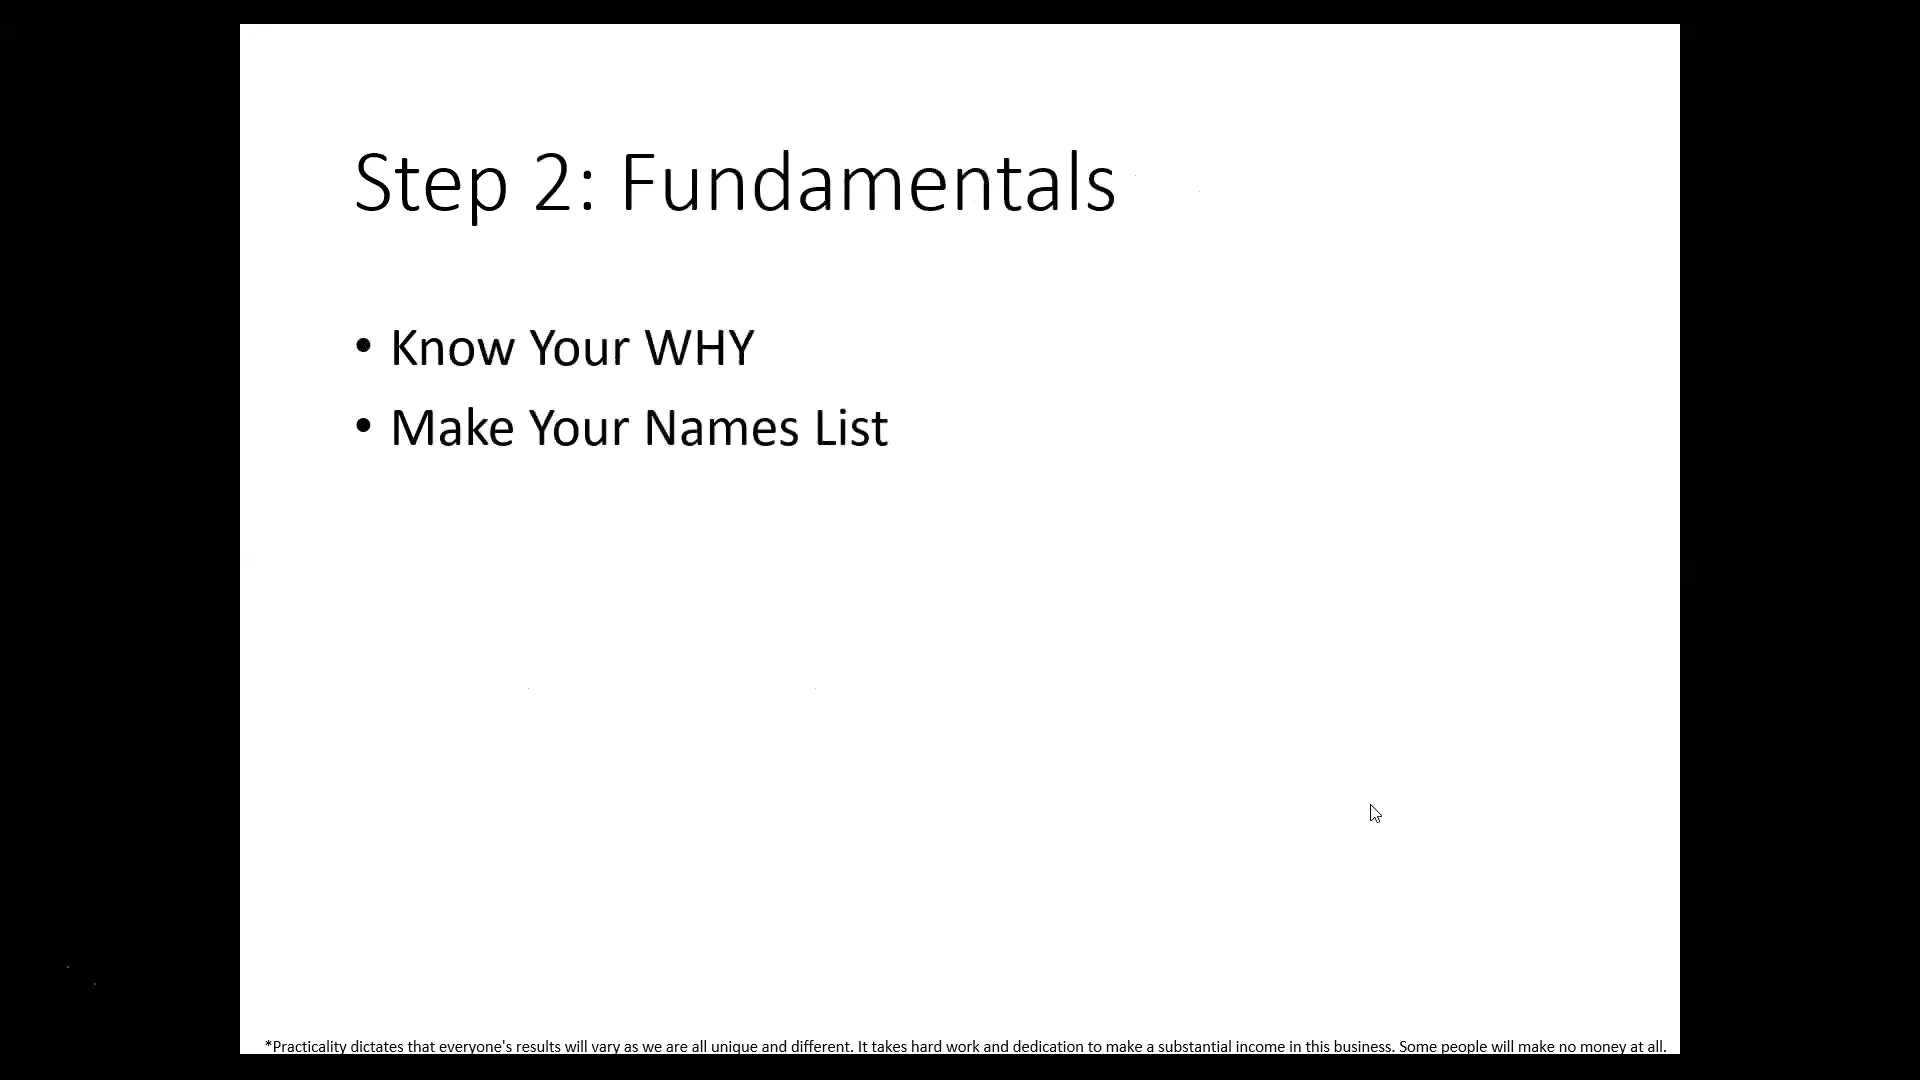 Step 2: Fundamentals
• Know Your WHY
• Make Your Names List
*Practicality dictates that everyone's results will vary as we are all unique and different. It takes hard work and dedication to make a substantial income in this business. Some people will make no money at all.